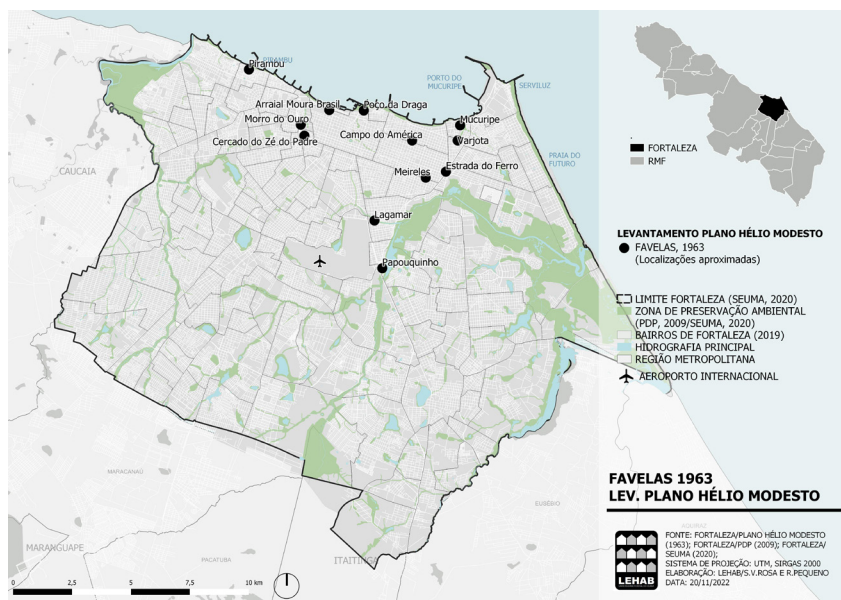 PIRAMBU
Pirambu
PORTO DO
MUCURIPE
SERVILUZ
Arraial Moura Brasil
Poço da Draga
Morro do Ouro
Mucuripe
Cercado do Zé do Padre
Campo do América
Varjota
PRAIA DO
FUTURO
CAUCAIA
Meireles
Estrada do Ferro
Lagamar
Papouquinho
MARACANAÚ
EUSÉBIO
MARANGUAPE
PACATUBA
ITAITINGA
AQUIRAZ
0,0 2,5 5,0 7,5 10 km
FORTALEZA
RMF
LEVANTAMENTO PLANO HÉLIO MODESTO
FAVELAS, 1963
(Localizações aproximadas)
LIMITE FORTALEZA (SEUMA, 2020)
ZONA DE PRESERVAÇÃO AMBIENTAL
(PDP, 2009/SEUMA, 2020)
BAIRROS DE FORTALEZA (2019)
HIDROGRAFIA PRINCIPAL
REGIÃO METROPOLITANA
AEROPORTO INTERNACIONAL
FAVELAS 1963
LEV. PLANO HÉLIO MODESTO
LEHAB
FONTE: FORTALEZA/PLANO HÉLIO MODESTO
(1963); FORTALEZA/PDP (2009); FORTALEZA/
SEUMA (2020);
SISTEMA DE PROJEÇÃO: UTM, SIRGAS 2000
ELABORAÇÃO: LEHAB/S.V.ROSA E R.PEQUENO
DATA: 20/11/2022